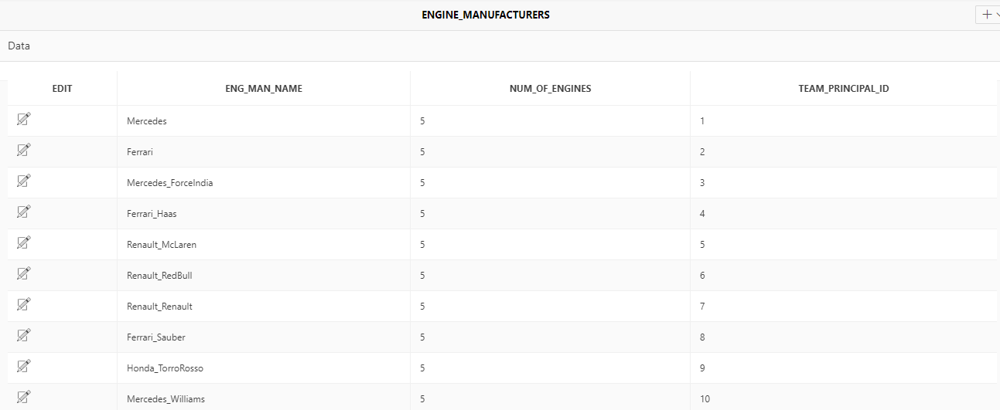 ENGINE_MANUFACTURERS
Data
EDIT ENG_MAN_NAME NUM_OF_ENGINES TEAM_PRINCIPAL_ID
Mercedes 5 1
Ferrari 5 2
Mercedes_ForceIndia 5 3
Ferrari_Haas 5 4
Renault_McLaren 5 5
Renault_RedBull 5 6
Renault_Renault 5 7
Ferrari_Sauber 5 8
Honda_TorroRosso 5 9
Mercedes_Williams 5 10